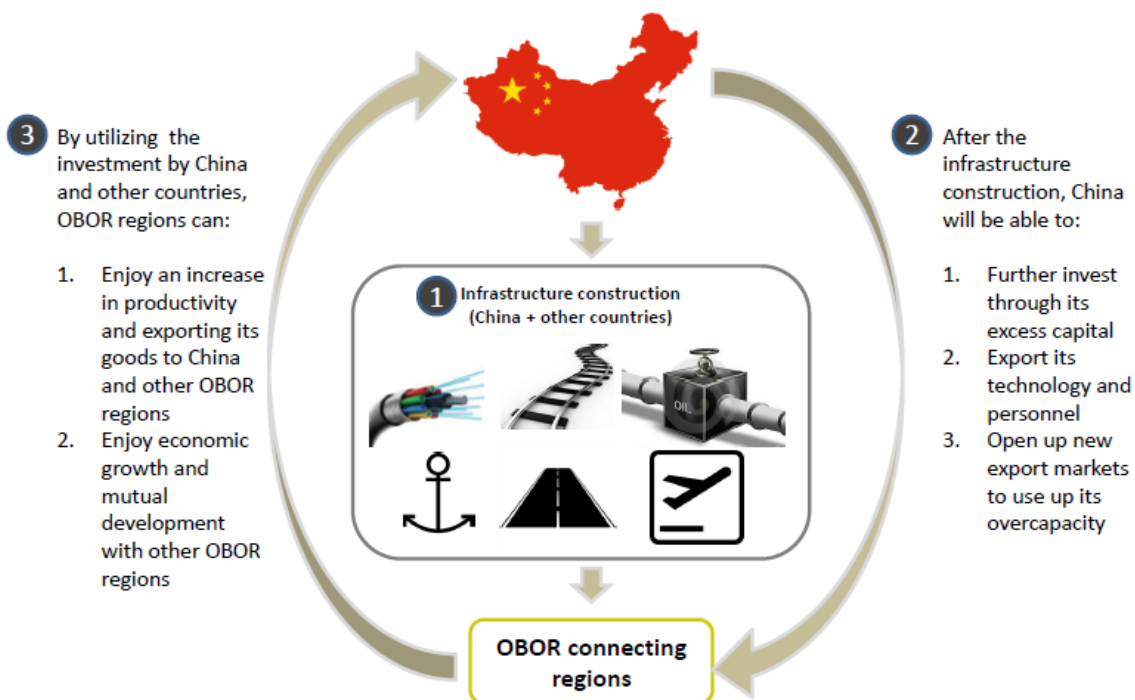 3
By utilizing the
investment by China
and other countries,
OBOR regions can:
1. Enjoy an increase
in productivity
and exporting its
goods to China
and other OBOR
regions
2. Enjoy economic
growth and
mutual
development
with other OBOR
regions
1
Infrastructure construction
(China + other countries)
OIL
OBOR connecting
regions
2
After the
infrastructure
construction, China
will be able to:
1. Further invest
through its
excess capital
2. Export its
technology and
personnel
3. Open up new
export markets
to use up its
overcapacity